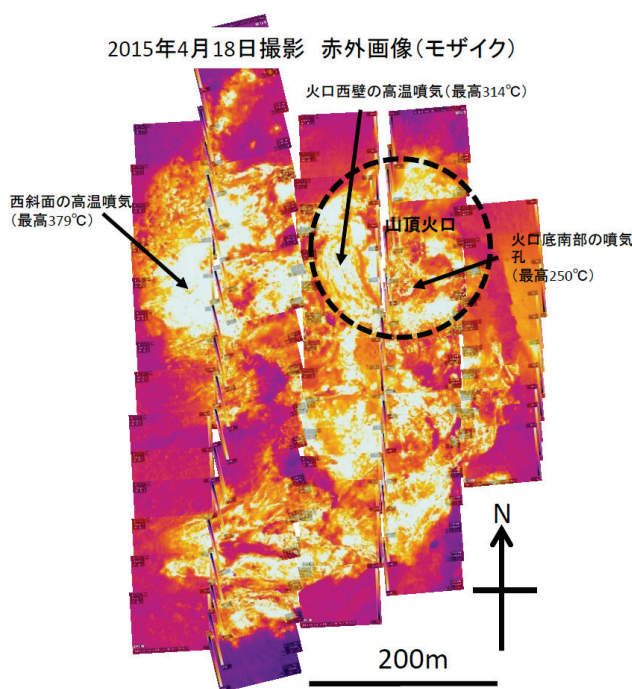 2015年4月18日撮影 赤外画像(モザイク)
火口西壁の高温噴気(最高314℃)
西斜面の高温噴気
(最高379℃)
山頂火口
火口底南部の噴気
孔
(最高250℃)
N
200m